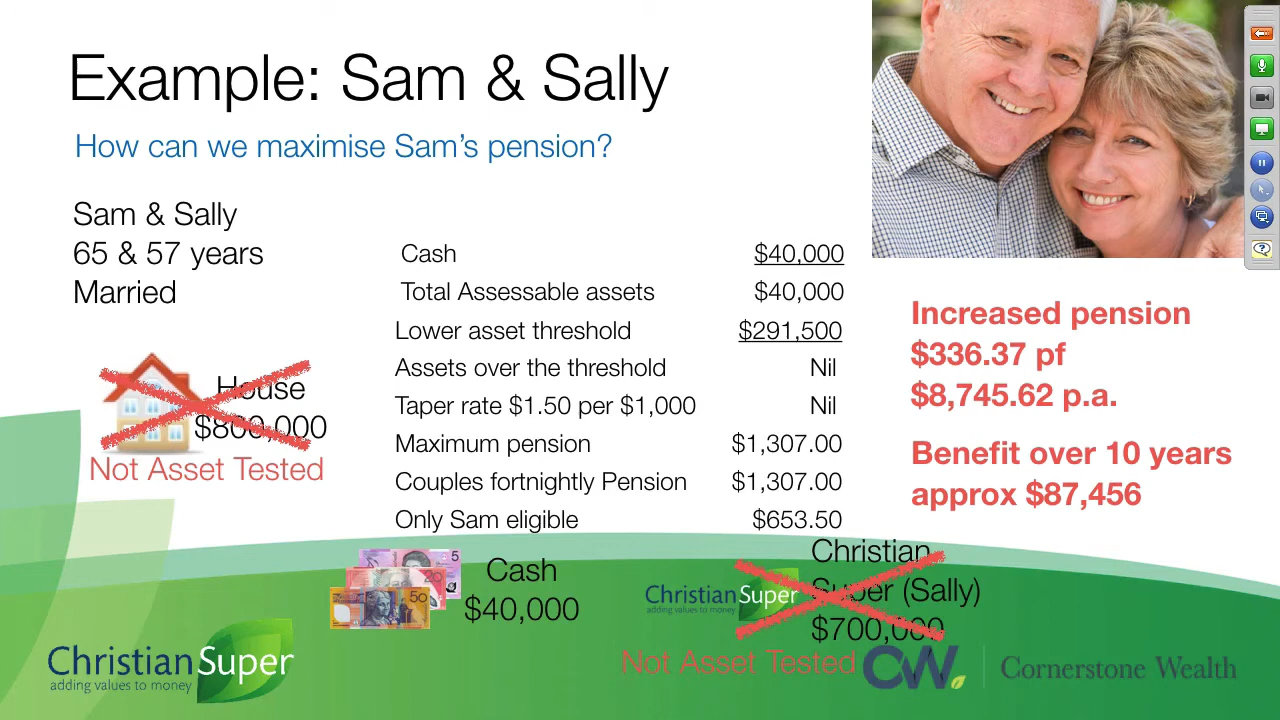 Example: Sam & Sally
How can we maximise Sam's pension?
Sam & Sally
65 & 57 years
Married
House
$800,000
Not Asset Tested
Cash $40,000
Total Assessable assets $40,000
Lower asset threshold $291,500
Assets over the threshold Nil
Taper rate $1.50 per $1,000 Nil
Maximum pension $1,307.00
Couples fortnightly Pension $1,307.00
Only Sam eligible $653.50
Increased pension
$336.37 pf
$8,745.62 p.a.
Benefit over 10 years
approx $87,456
5
20
50
Cash
$40,000
Christian Super
adding values to money
Christian
Super (Sally)
$700,000
Not Asset Tested
Christian Super
adding values to money
CW.
Cornerstone Wealth